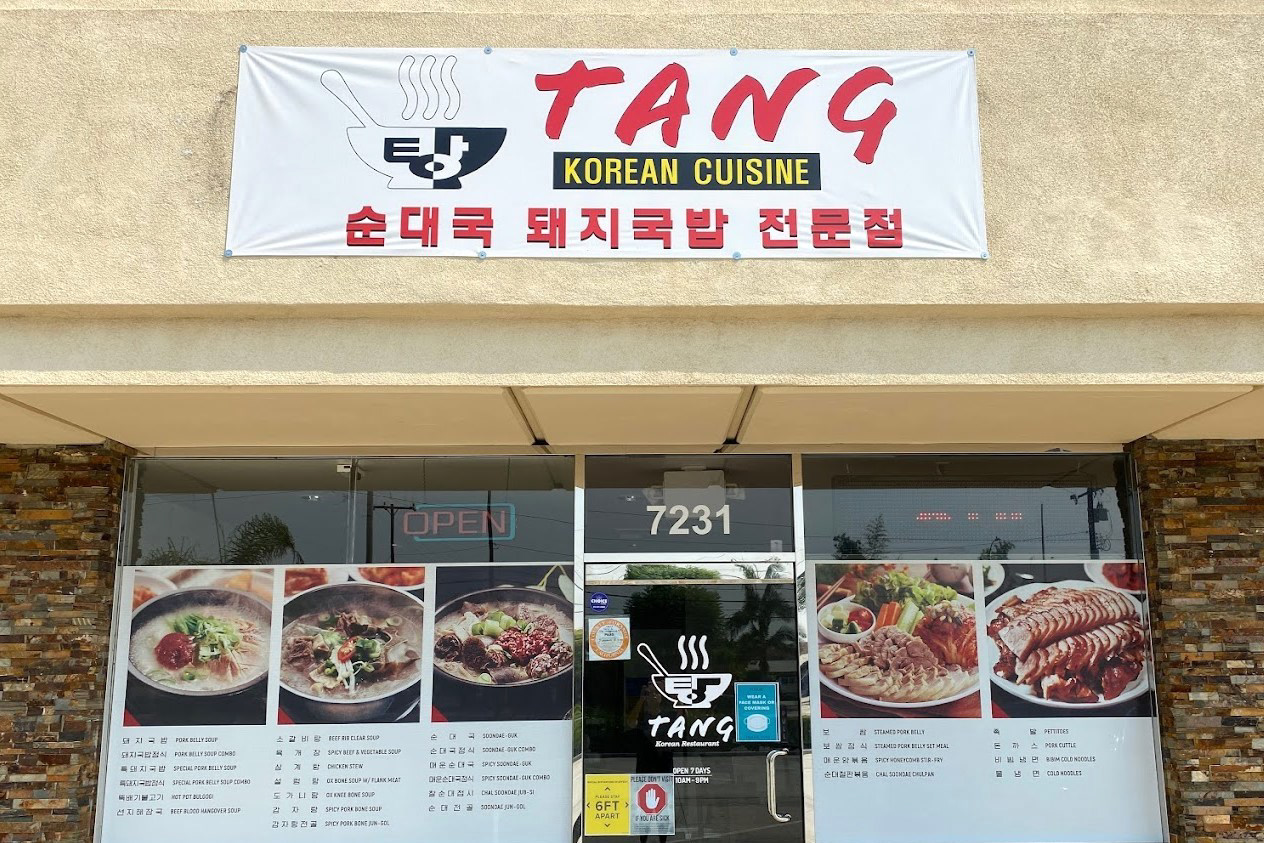 탕
TANG
KOREAN CUISINE
순대국 돼지국밥 전문점
OPEN
7231
탕
TANG
Korean Restaurant
OPEN 7 DAYS
10AM - 9PM
WEAR A
FACE MASK OR
COVERING
PLEASE STAY
6FT
APART
PLEASE DON'T VISIT
IF YOU ARE SICK
돼지국밥 PORK BELLY SOUP
돼지국밥정식 PORK BELLY SOUP COMBO
특돼지국밥 SPECIAL PORK BELLY SOUP
특돼지국밥정식 SPECIAL PORK BELLY SOUP COMBO
뚝배기불고기 HOT POT BULGOGI
선지해장국 BEEF BLOOD HANGOVER SOUP
소갈비탕 BEEF RIB CLEAR SOUP
육개장 SPICY BEEF & VEGETABLE SOUP
삼계탕 CHICKEN STEW
설렁탕 OX BONE SOUP W/ FLANK MEAT
도가니탕 OX KNEE BONE SOUP
감자탕 SPICY PORK BONE SOUP
감자탕전골 SPICY PORK BONE JUN-GOL
순대국 SOONDAE-GUK
순대국정식 SOONDAE-GUK COMBO
매운순대국 SPICY SOONDAE-GUK
매운순대국정식 SPICY SOONDAE-GUK COMBO
찰순대접시 CHAL SOONDAE JUB-SI
순대전골 SOONDAE JUN-GOL
보쌈 STEAMED PORK BELLY
보쌈정식 STEAMED PORK BELLY SET MEAL
매운양볶음 SPICY HONEYCOMB STIR-FRY
순대철판볶음 CHAL SOONDAE CHULPAN
족발 PETTITOES
돈까스 PORK CUTLET
비빔냉면 BIBIM COLD NOODLES
물냉면 COLD NOODLES